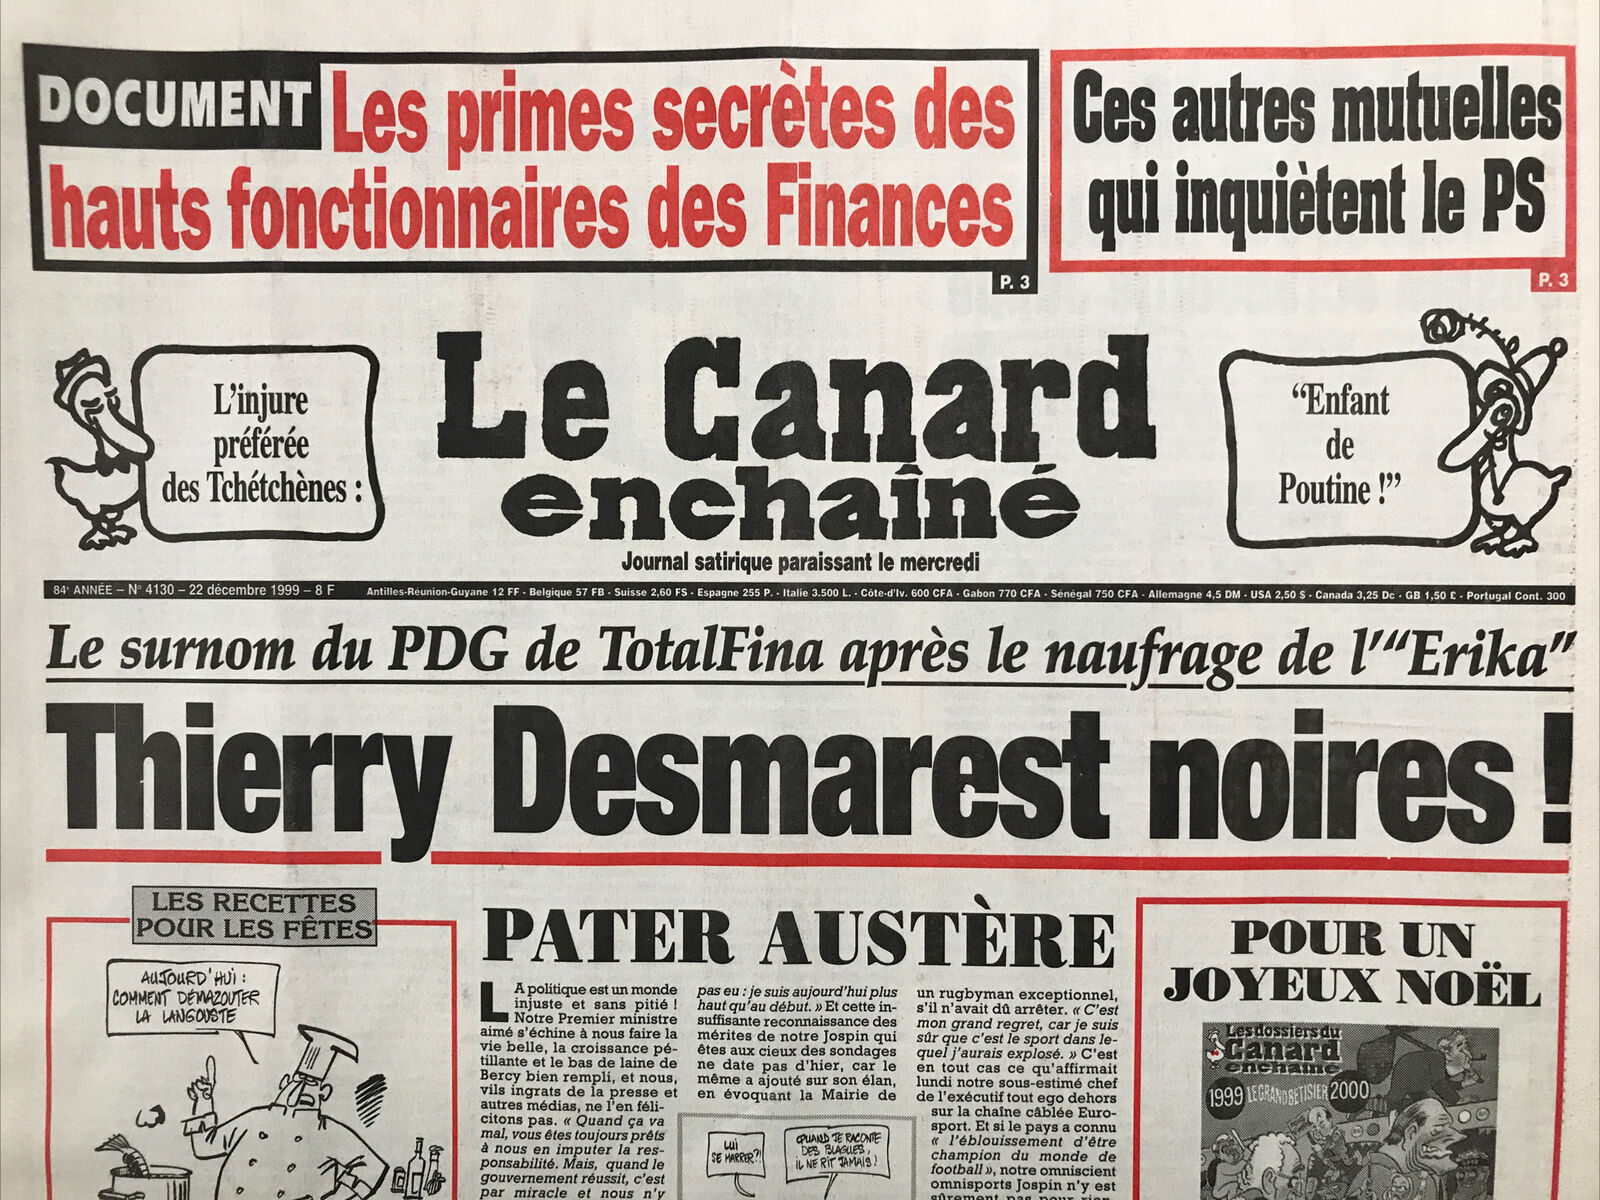 DOCUMENT Les primes secrètes des
hauts fonctionnaires des Finances
P. 3
Ces autres mutuelles
qui inquiètent le PS
P. 3
L'injure
préférée
des Tchétchènes :
Le Canard
enchaîné
Journal satirique paraissant le mercredi
“Enfant
de
Poutine !”
84e ANNÉE – N° 4130 – 22 décembre 1999 – 8 F
Antilles-Réunion-Guyane 12 FF - Belgique 57 FB - Suisse 2,60 FS - Espagne 255 P. - Italie 3.500 L. - Côte-d'Iv. 600 CFA - Gabon 770 CFA - Sénégal 750 CFA - Allemagne 4,5 DM - USA 2,50 $ - Canada 3,25 Dc - GB 1,50 £ - Portugal Cont. 300
Le surnom du PDG de TotalFina après le naufrage de l'“Erika”
Thierry Desmarest noires !
LES RECETTES
POUR LES FÊTES
AUJOURD'HUI :
COMMENT DÉMAZOUTER
LA LANGOUSTE
PATER AUSTÈRE
LA politique est un monde
injuste et sans pitié !
Notre Premier ministre
aimé s'échine à nous faire la
vie belle, la croissance pé-
tillante et le bas de laine de
Bercy bien rempli, et nous,
vils ingrats de la presse et
autres médias, ne l'en féli-
citons pas. « Quand ça va
mal, vous êtes toujours prêts
à nous en imputer la res-
ponsabilité. Mais, quand le
gouvernement réussit, c'est
par miracle et nous n'y
pas eu : je suis aujourd'hui plus
haut qu'au début. » Et cette in-
suffisante reconnaissance des
mérites de notre Jospin qui
êtes aux cieux des sondages
ne date pas d'hier, car le
même a ajouté sur son élan,
en évoquant la Mairie de
LUI
SE MARRER ?!
QUAND JE RACONTE
DES BLAGUES,
IL NE RIT JAMAIS !
un rugbyman exceptionnel,
s'il n'avait dû arrêter. « C'est
mon grand regret, car je suis
sûr que c'est le sport dans le-
quel j'aurais explosé. » C'est
en tout cas ce qu'affirmait
lundi notre sous-estimé chef
de l'exécutif tout ego dehors
sur la chaîne câblée Euro-
sport. Et si le pays a connu
« l'éblouissement d'être
champion du monde de
football », notre omniscient
omnisports Jospin n'y est
sûrement pas pour rien.
POUR UN
JOYEUX NOËL
Les dossiers du
Canard
enchaîné
1999 LE GRAND BÊTISIER 2000